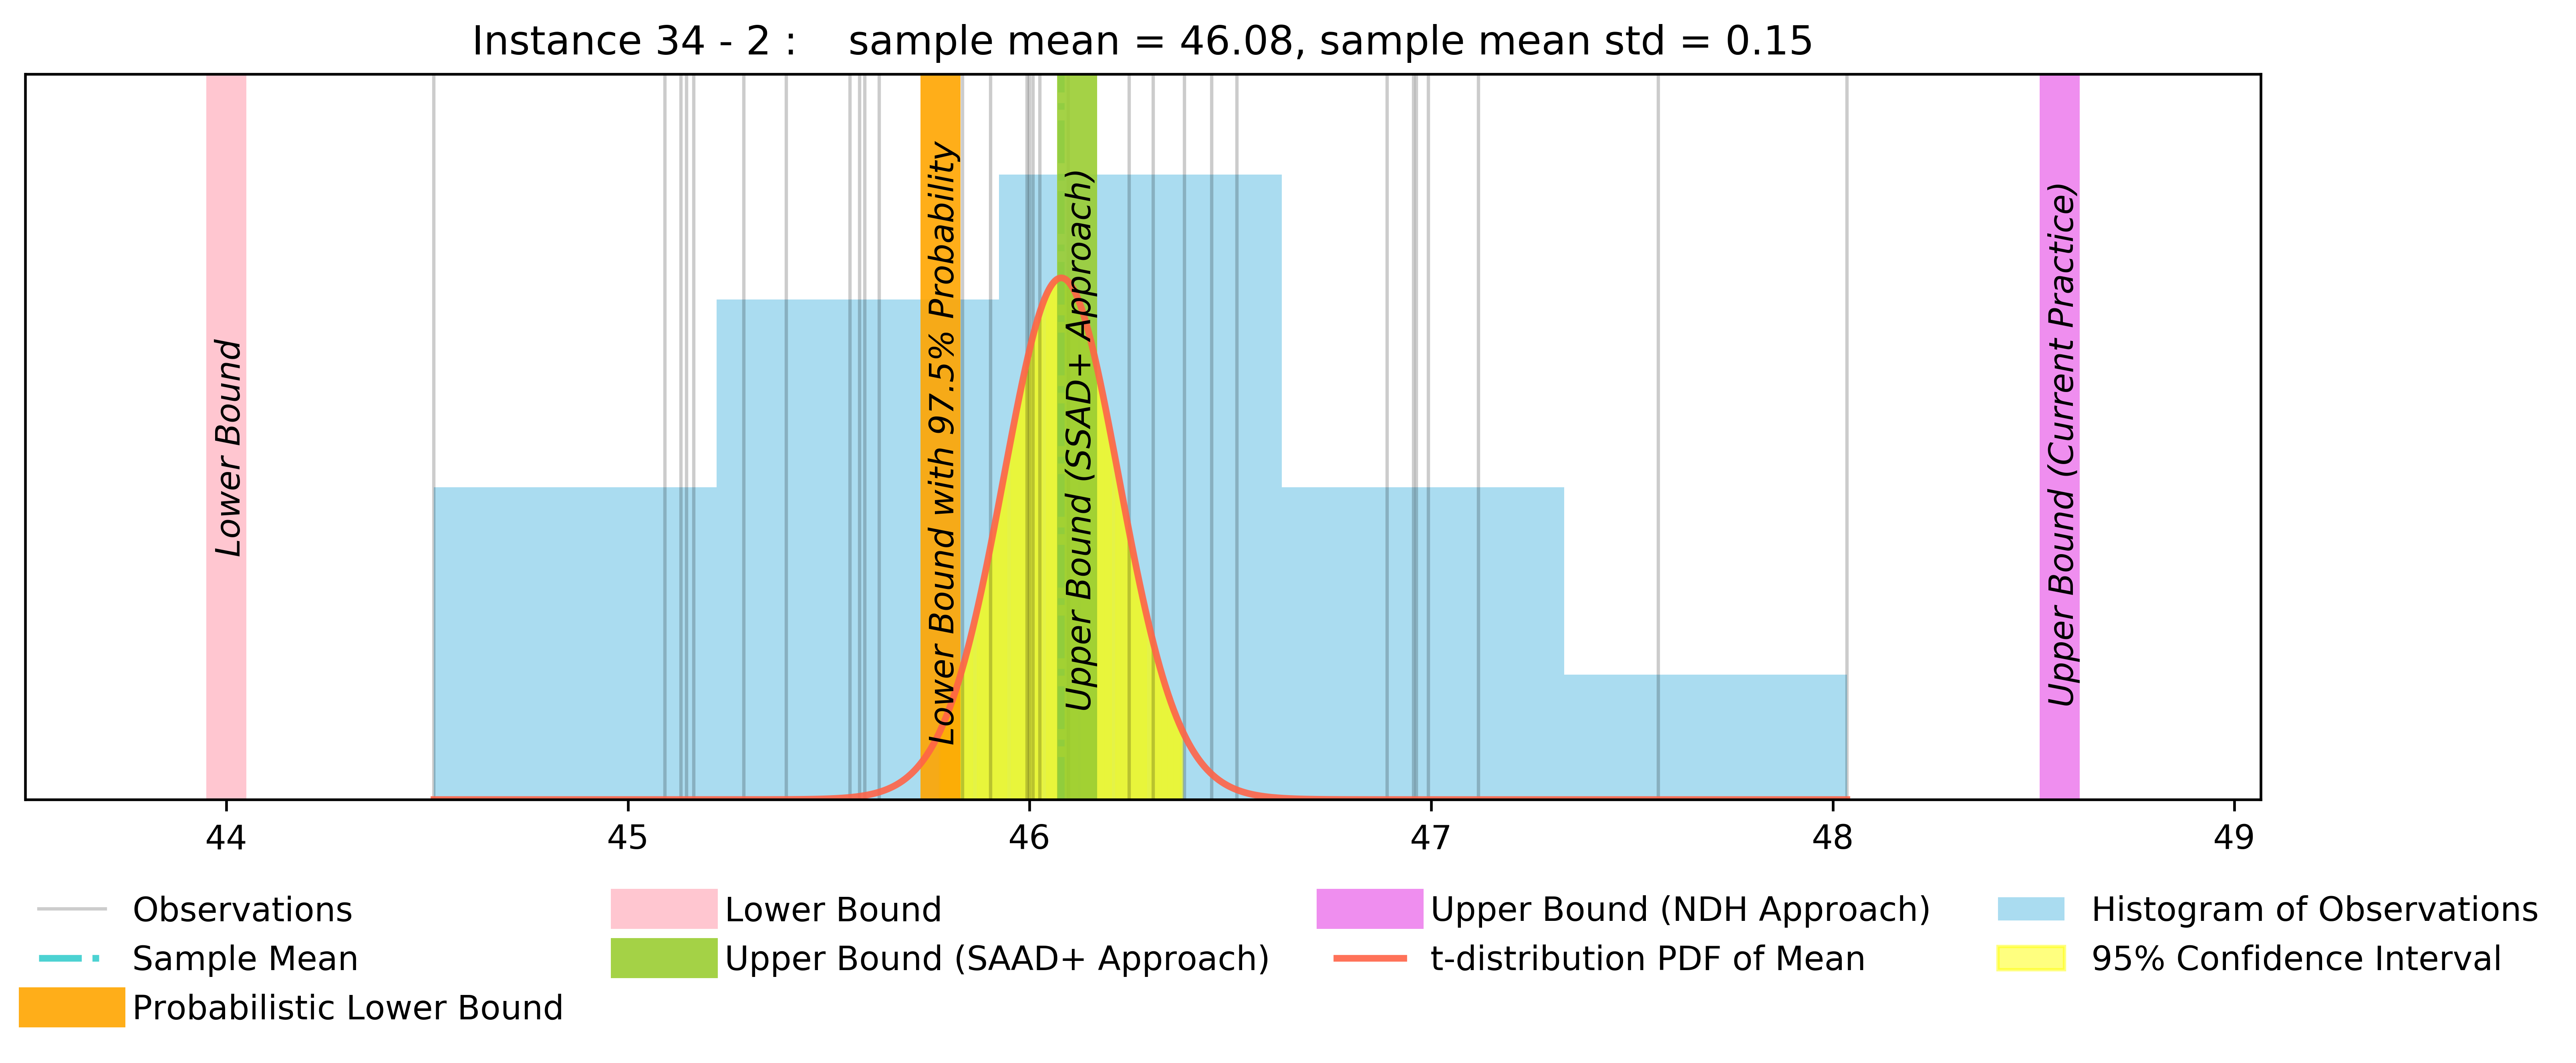 Instance 34 - 2 :    sample mean = 46.08, sample mean std = 0.15
Lower Bound
Lower Bound with 97.5% Probability
Upper Bound (SSAD+ Approach)
Upper Bound (Current Practice)
44 45 46 47 48 49
Observations
Sample Mean
Probabilistic Lower Bound
Lower Bound
Upper Bound (SAAD+ Approach)
Upper Bound (NDH Approach)
t-distribution PDF of Mean
Histogram of Observations
95% Confidence Interval